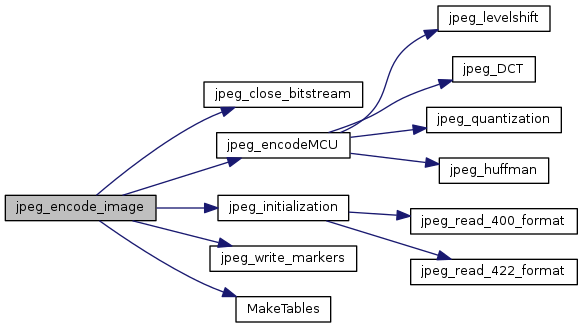 jpeg_levelshift
jpeg_DCT
jpeg_close_bitstream
jpeg_quantization
jpeg_encodeMCU
jpeg_huffman
jpeg_encode_image
jpeg_initialization
jpeg_read_400_format
jpeg_write_markers
jpeg_read_422_format
MakeTables